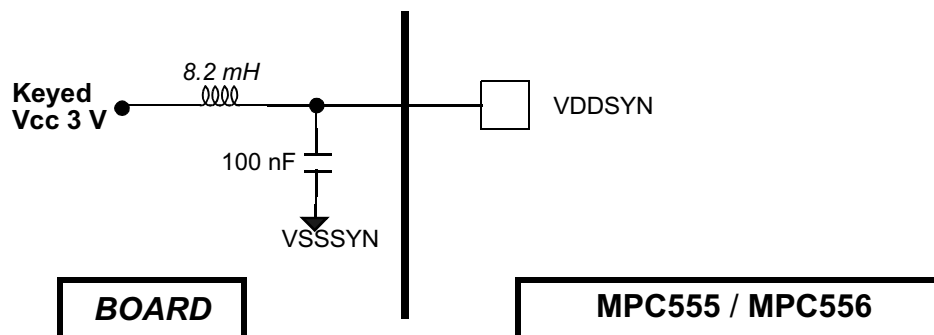 8.2 mH
Keyed
Vcc 3 V
VDDSYN
100 nF
VSSSYN
BOARD
MPC555 / MPC556